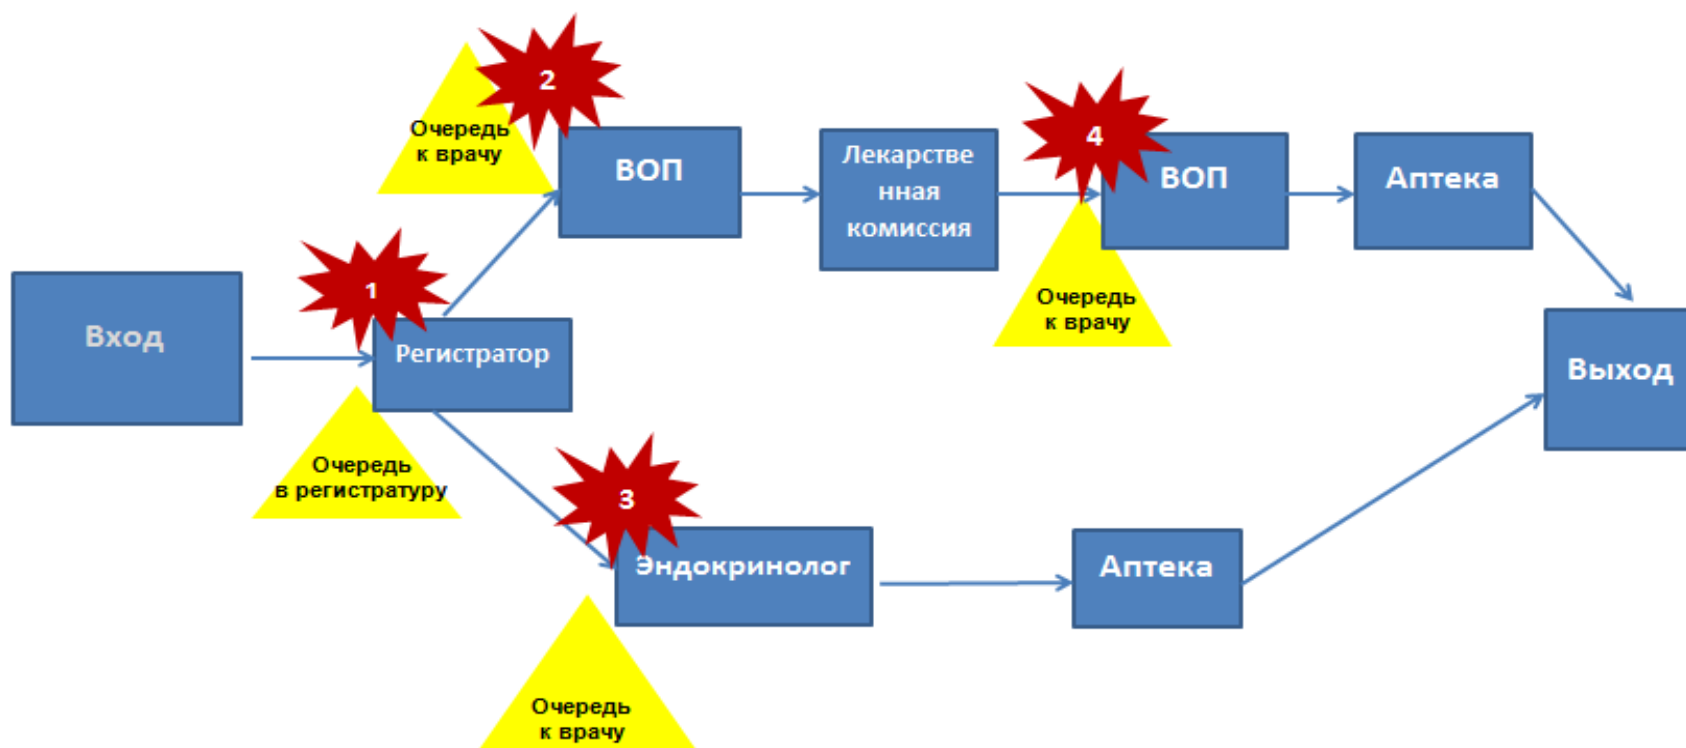 2
Очередь
к врачу
ВОП
Лекарстве
нная
комиссия
4
ВОП
Аптека
Очередь
к врачу
1
Вход
Регистратор
Выход
Очередь
в регистратуру
3
Эндокринолог
Аптека
Очередь
к врачу